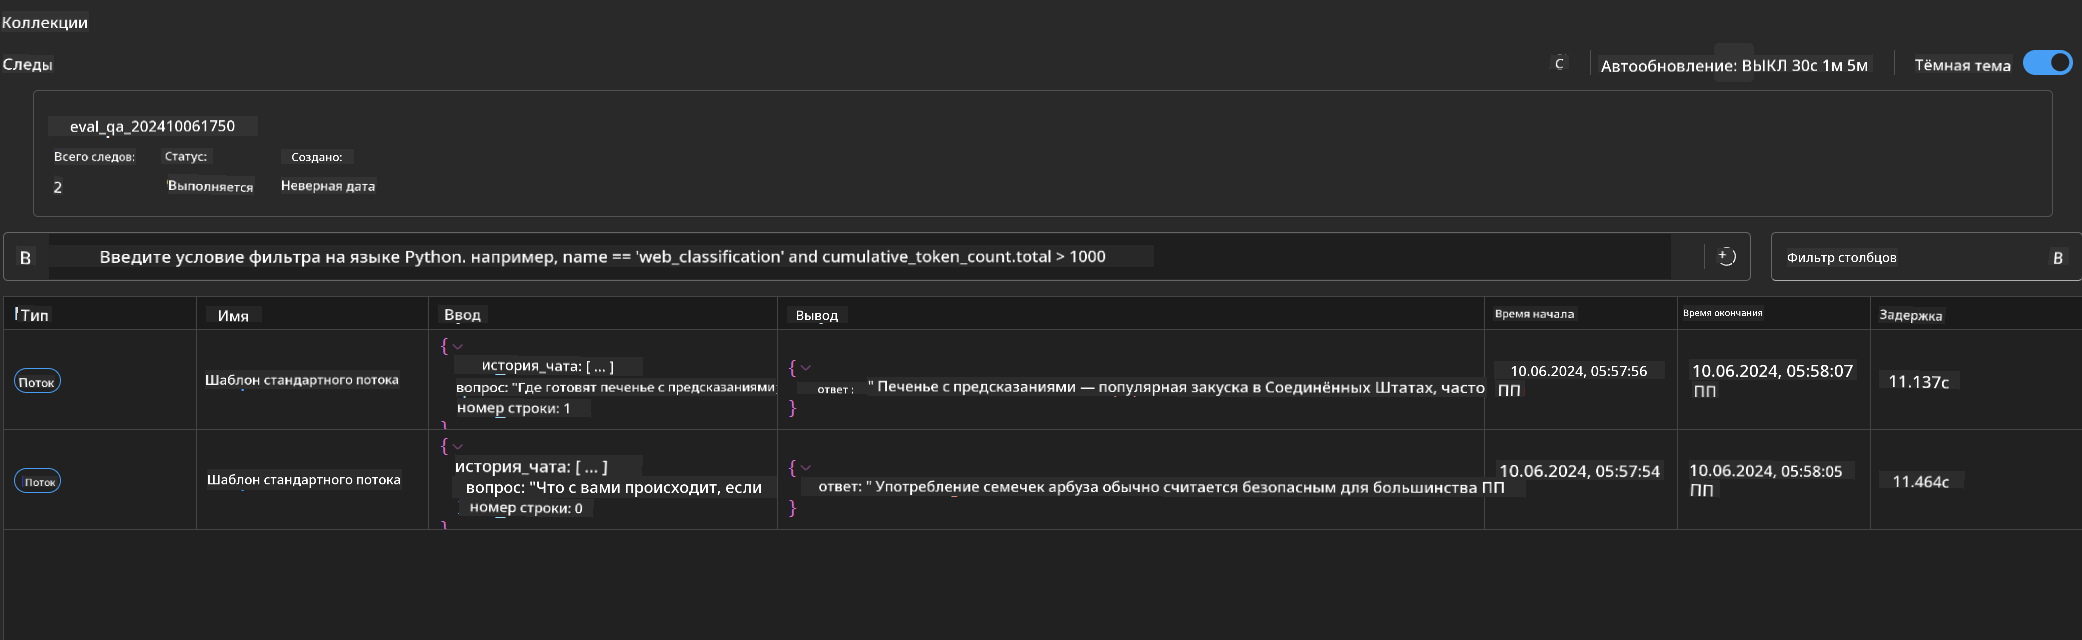 Коллекции
Следы
С Автообновление: ВЫКЛ 30с 1м 5м Тёмная тема
eval_qa_202410061750
Всего следов: Статус: Создано:
2 'Выполняется Неверная дата
В Введите условие фильтра на языке Python. например, name == 'web_classification' and cumulative_token_count.total > 1000 Фильтр столбцов В
Тип Имя Ввод Вывод Время начала Время окончания Задержка
{
история_чата: [ ... ]
вопрос: "Где готовят печенье с предсказаниями
номер строки: 1
}
Поток Шаблон стандартного потока
{
ответ : " Печенье с предсказаниями — популярная закуска в Соединённых Штатах, часто
}
10.06.2024, 05:57:56
ПП
10.06.2024, 05:58:07
ПП
11.137с
{
история_чата: [ ... ]
вопрос: "Что с вами происходит, если
номер строки: 0
}
Поток Шаблон стандартного потока
{
ответ: " Употребление семечек арбуза обычно считается безопасным для большинства ПП
}
10.06.2024, 05:57:54
10.06.2024, 05:58:05
ПП
11.464с